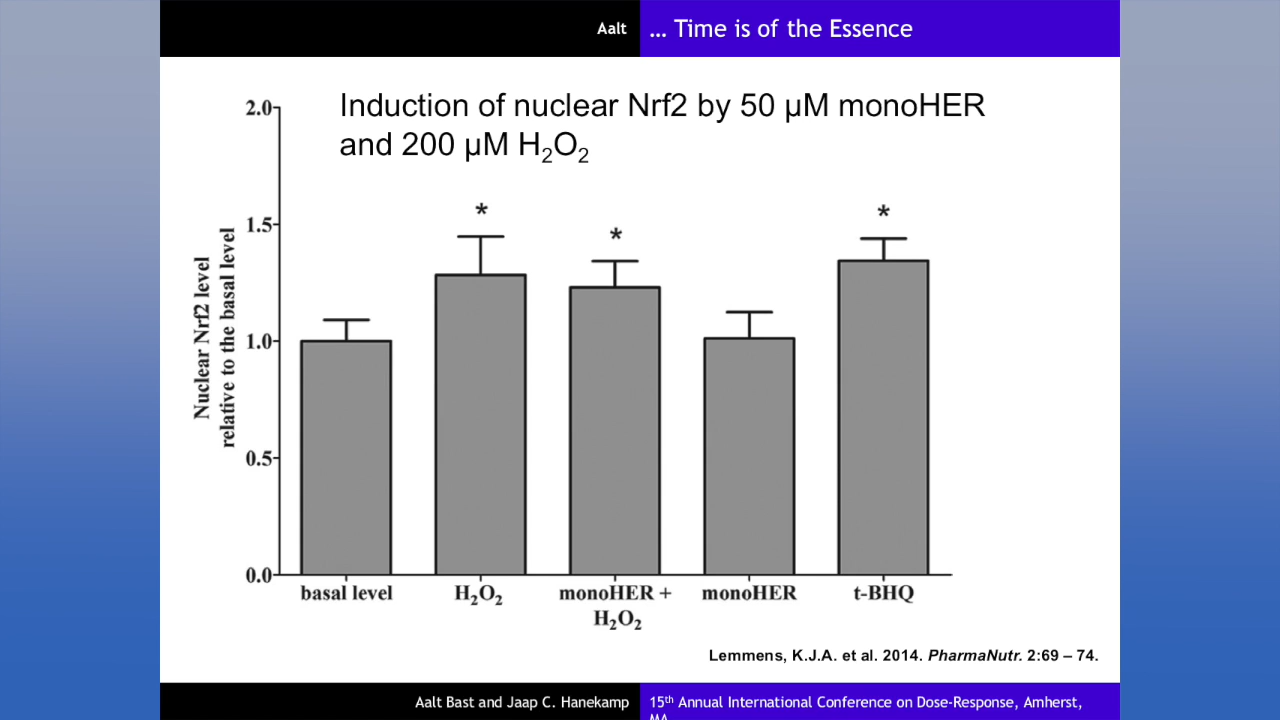 Aalt
... Time is of the Essence
Induction of nuclear Nrf2 by 50 µM monoHER
and 200 µM H₂O₂
Nuclear Nrf2 level
relative to the basal level
2.0
1.5
1.0
0.5
0.0
*
*
*
basal level
H₂O₂
monoHER +
H₂O₂
monoHER
t-BHQ
Lemmens, K.J.A. et al. 2014. PharmaNutr. 2:69 – 74.
Aalt Bast and Jaap C. Hanekamp
15th Annual International Conference on Dose-Response, Amherst,
MA